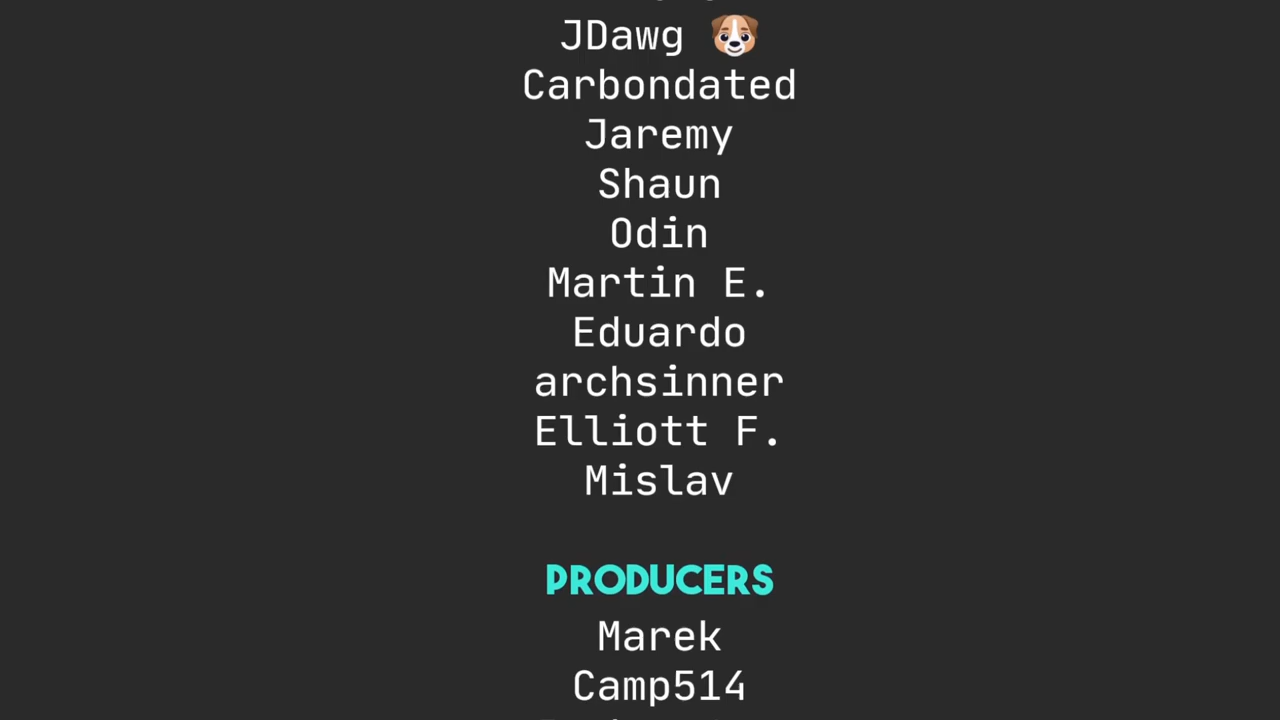 JDawg 🐶
Carbondated
Jaremy
Shaun
Odin
Martin E.
Eduardo
archsinner
Elliott F.
Mislav
PRODUCERS
Marek
Camp514